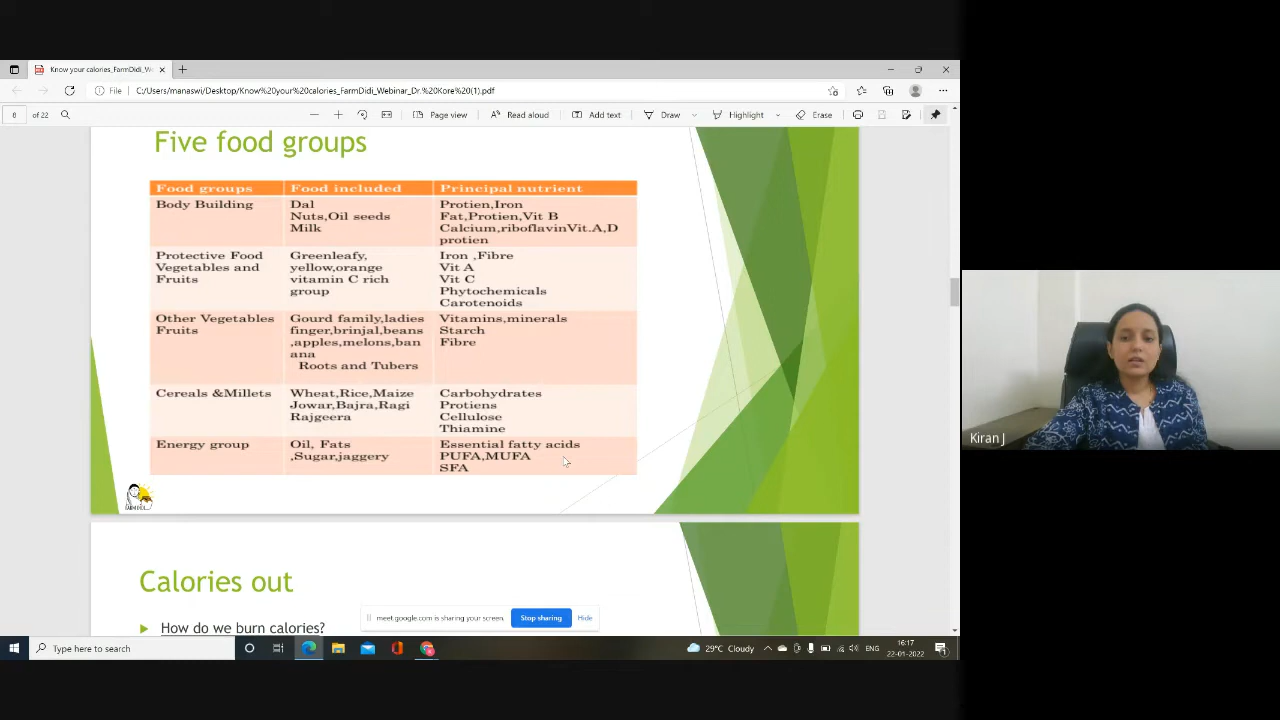 Know your calories_FarmDidi_We
File
C:/Users/manaswi/Desktop/Know%20your%20calories_FarmDidi_Webinar_Dr.%20Kore%20(1).pdf
8 of 22
Page view
Read aloud
Add text
Draw
Highlight
Erase
Five food groups
Food groups Food included Principal nutrient
Body Building
Dal
Nuts,Oil seeds
Milk
Protien,Iron
Fat,Protien,Vit B
Calcium,riboflavinVit.A,D
protien
Protective Food
Vegetables and
Fruits
Greenleafy,
yellow,orange
vitamin C rich
group
Iron ,Fibre
Vit A
Vit C
Phytochemicals
Carotenoids
Other Vegetables
Fruits
Gourd family,ladies
finger,brinjal,beans
,apples,melons,ban
ana
Roots and Tubers
Vitamins,minerals
Starch
Fibre
Cereals &Millets
Wheat,Rice,Maize
Jowar,Bajra,Ragi
Rajgeera
Carbohydrates
Protiens
Cellulose
Thiamine
Energy group
Oil, Fats
,Sugar,jaggery
Essential fatty acids
PUFA,MUFA
SFA
Calories out
How do we burn calories?
meet.google.com is sharing your screen.
Stop sharing
Hide
Kiran J
Type here to search
29°C Cloudy
ENG
16:17
22-01-2022